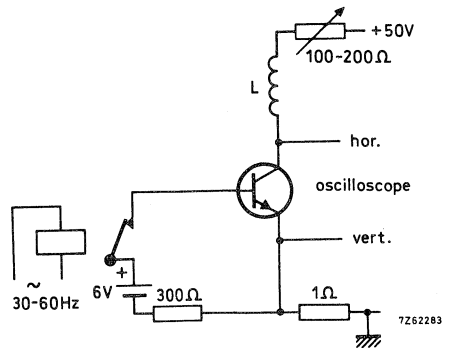 +50V
100-200Ω
L
hor.
oscilloscope
vert.
~
30-60Hz
+
6V
300Ω
1Ω
7Z62283